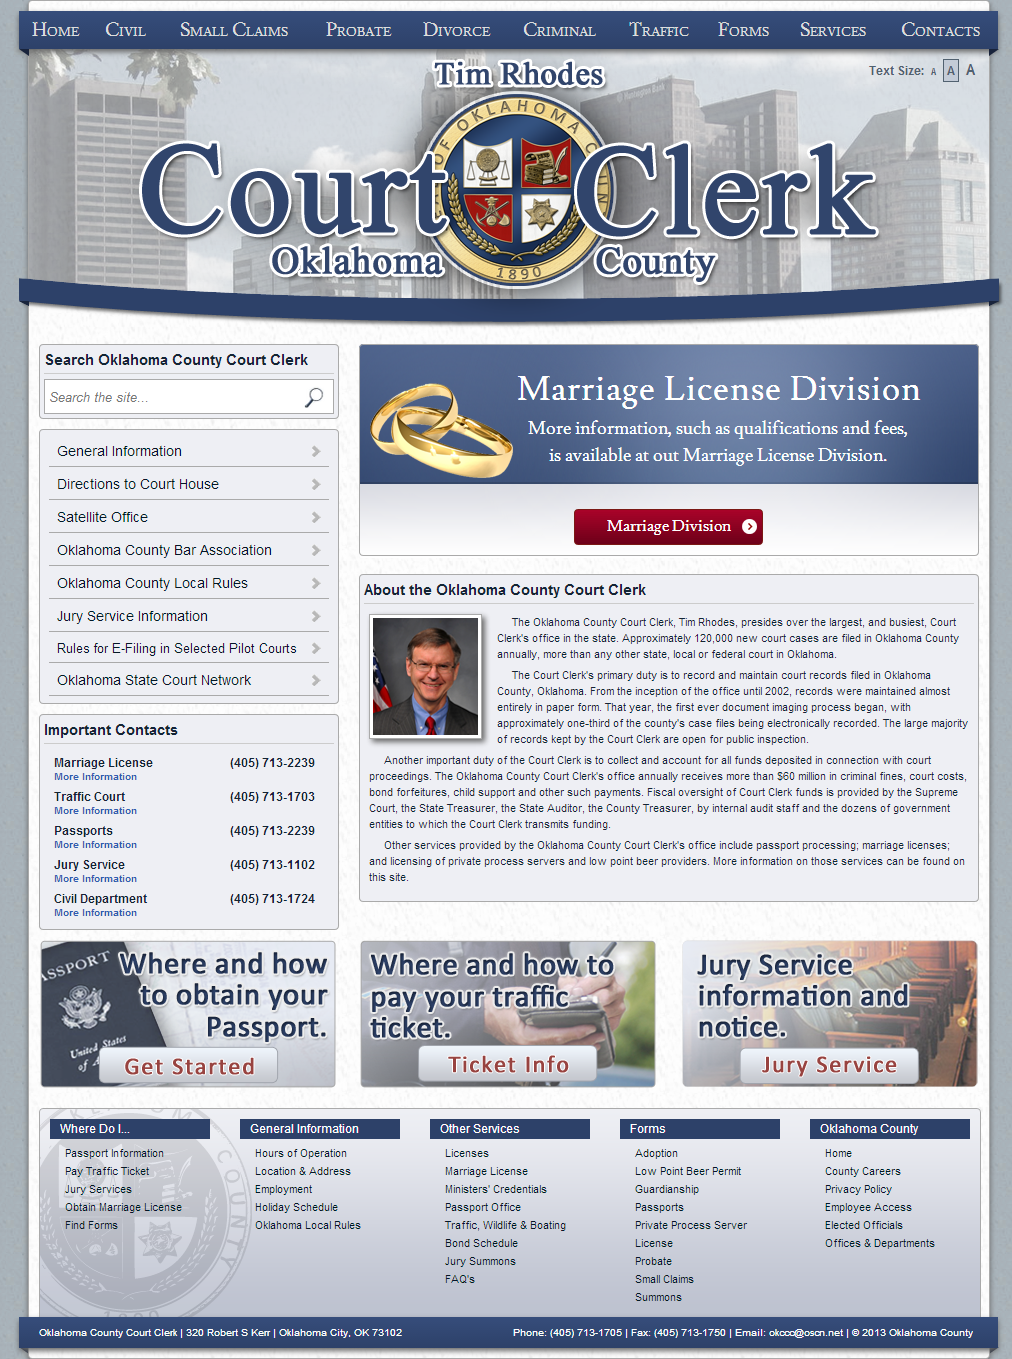 Home Civil Small Claims Probate Divorce Criminal Traffic Forms Services Contacts
Text Size: A A A
Tim Rhodes
Court Clerk
Oklahoma County
OF OKLAHOMA
1890
Search Oklahoma County Court Clerk
Search the site...
General Information
Directions to Court House
Satellite Office
Oklahoma County Bar Association
Oklahoma County Local Rules
Jury Service Information
Rules for E-Filing in Selected Pilot Courts
Oklahoma State Court Network
Important Contacts
Marriage License (405) 713-2239
More Information
Traffic Court (405) 713-1703
More Information
Passports (405) 713-2239
More Information
Jury Service (405) 713-1102
More Information
Civil Department (405) 713-1724
More Information
Marriage License Division
More information, such as qualifications and fees,
is available at out Marriage License Division.
Marriage Division
About the Oklahoma County Court Clerk
The Oklahoma County Court Clerk, Tim Rhodes, presides over the largest, and busiest, Court
Clerk's office in the state. Approximately 120,000 new court cases are filed in Oklahoma County
annually, more than any other state, local or federal court in Oklahoma.
The Court Clerk's primary duty is to record and maintain court records filed in Oklahoma
County, Oklahoma. From the inception of the office until 2002, records were maintained almost
entirely in paper form. That year, the first ever document imaging process began, with
approximately one-third of the county's case files being electronically recorded. The large majority
of records kept by the Court Clerk are open for public inspection.
Another important duty of the Court Clerk is to collect and account for all funds deposited in connection with court
proceedings. The Oklahoma County Court Clerk's office annually receives more than $60 million in criminal fines, court costs,
bond forfeitures, child support and other such payments. Fiscal oversight of Court Clerk funds is provided by the Supreme
Court, the State Treasurer, the State Auditor, the County Treasurer, by internal audit staff and the dozens of government
entities to which the Court Clerk transmits funding.
Other services provided by the Oklahoma County Court Clerk's office include passport processing; marriage licenses;
and licensing of private process servers and low point beer providers. More information on those services can be found on
this site.
PASSPORT
United States
of A
Where and how
to obtain your
Passport.
Get Started
Where and how to
pay your traffic
ticket.
Ticket Info
Jury Service
information and
notice.
Jury Service
Where Do I...
Passport Information
Pay Traffic Ticket
Jury Services
Obtain Marriage License
Find Forms
General Information
Hours of Operation
Location & Address
Employment
Holiday Schedule
Oklahoma Local Rules
Other Services
Licenses
Marriage License
Ministers' Credentials
Passport Office
Traffic, Wildlife & Boating
Bond Schedule
Jury Summons
FAQ's
Forms
Adoption
Low Point Beer Permit
Guardianship
Passports
Private Process Server
License
Probate
Small Claims
Summons
Oklahoma County
Home
County Careers
Privacy Policy
Employee Access
Elected Officials
Offices & Departments
Oklahoma County Court Clerk | 320 Robert S Kerr | Oklahoma City, OK 73102
Phone: (405) 713-1705 | Fax: (405) 713-1750 | Email: okccc@oscn.net | © 2013 Oklahoma County